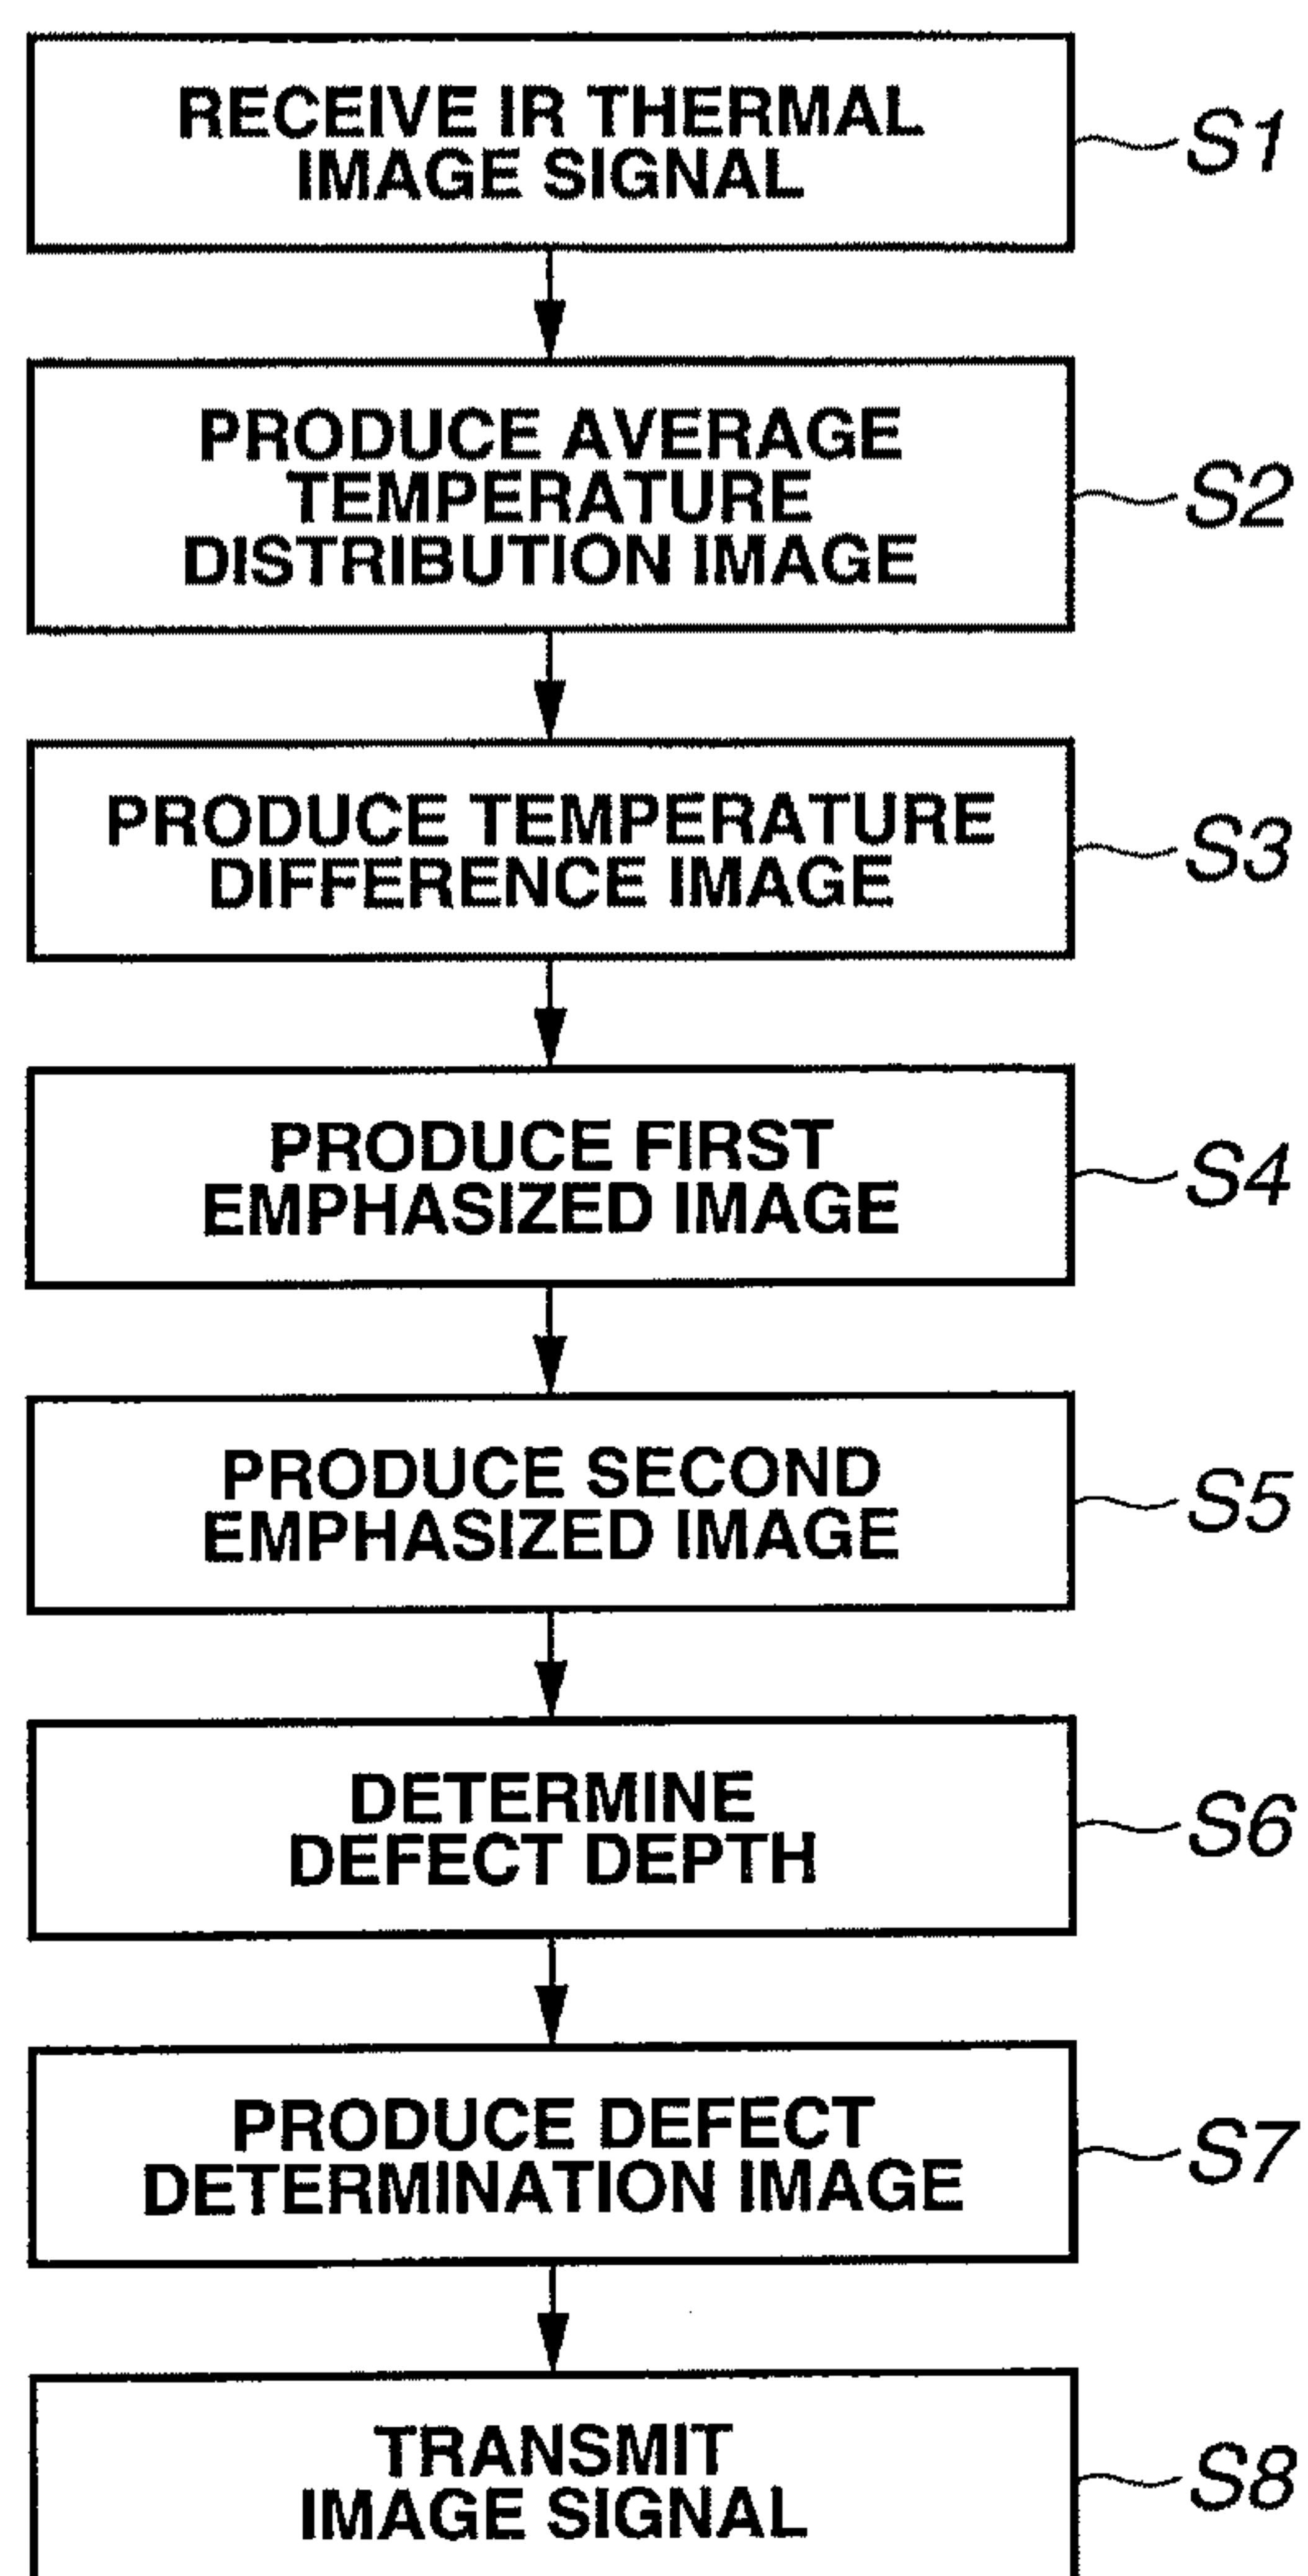 RECEIVE IR THERMAL
IMAGE SIGNAL
S1
PRODUCE AVERAGE
TEMPERATURE
DISTRIBUTION IMAGE
S2
PRODUCE TEMPERATURE
DIFFERENCE IMAGE
S3
PRODUCE FIRST
EMPHASIZED IMAGE
S4
PRODUCE SECOND
EMPHASIZED IMAGE
S5
DETERMINE
DEFECT DEPTH
S6
PRODUCE DEFECT
DETERMINATION IMAGE
S7
TRANSMIT
IMAGE SIGNAL
S8